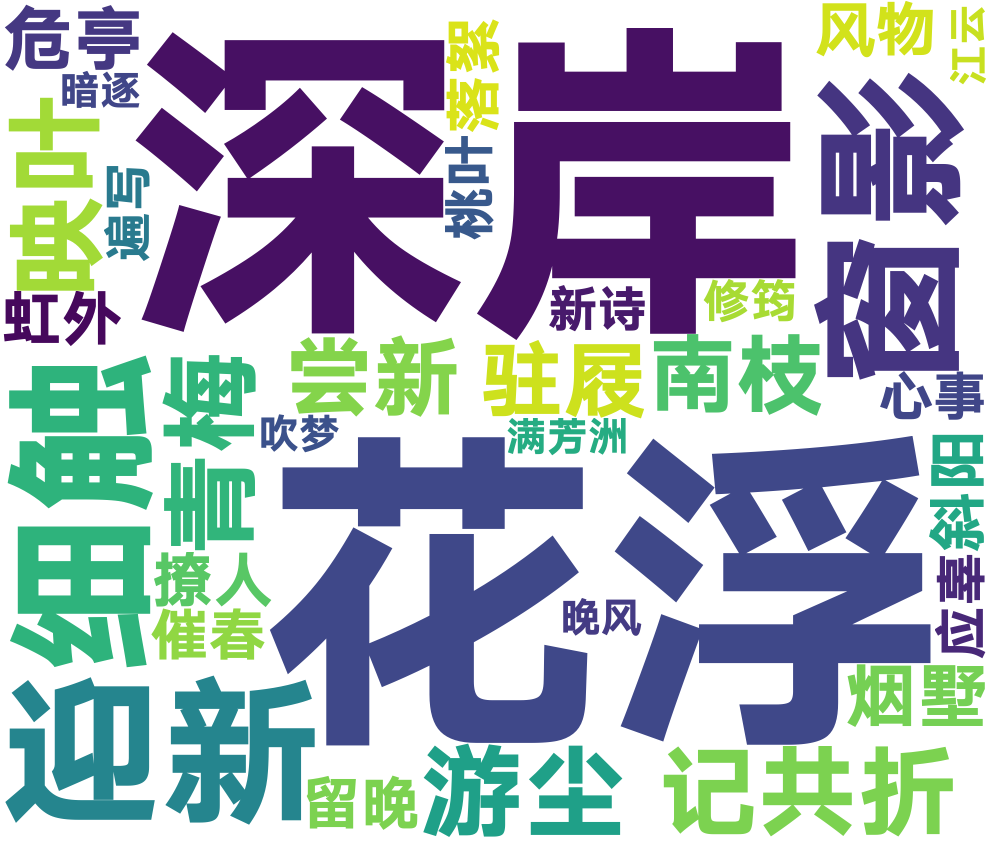 危亭
暗逐
深岸
落絮
风物
江云
映叶
遍写
桃叶
窗影
虹外
新诗
修筠
尝新
驻屐
南枝
心事
细触
青梅
吹梦
满芳洲
斜阳
花浮
撩人
催春
晚风
应辜
迎新
烟野
留晚
游尘
记共折